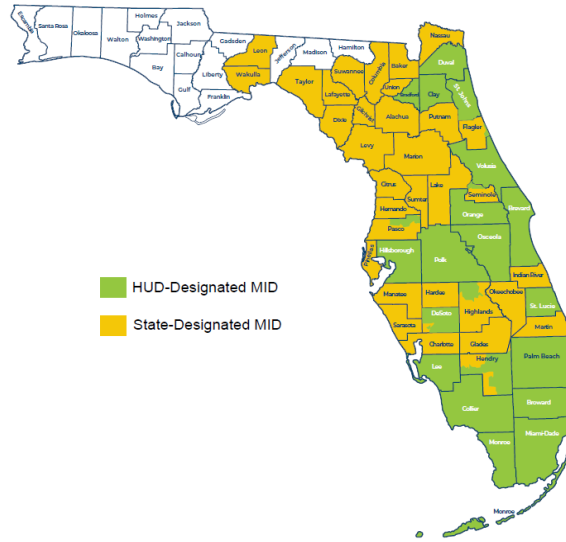 Escambia
Santa Rosa
Okaloosa
Walton
Holmes
Washington
Jackson
Bay
Calhoun
Gulf
Gadsden
Liberty
Franklin
Leon
Wakulla
Jefferson
Madison
Hamilton
Taylor
Suwannee
Lafayette
Dixie
Columbia
Gilchrist
Baker
Union
Bradford
Nassau
Duval
Clay
St. Johns
Alachua
Putnam
Flagler
Levy
Marion
Volusia
Citrus
Sumter
Lake
Seminole
Hernando
Orange
Brevard
Pasco
Osceola
Pinellas
Hillsborough
Polk
Indian River
HUD-Designated MID
State-Designated MID
Manatee
Hardee
Okeechobee
St. Lucie
Highlands
DeSoto
Sarasota
Martin
Charlotte
Glades
Lee
Hendry
Palm Beach
Collier
Broward
Monroe
Miami-Dade
Monroe